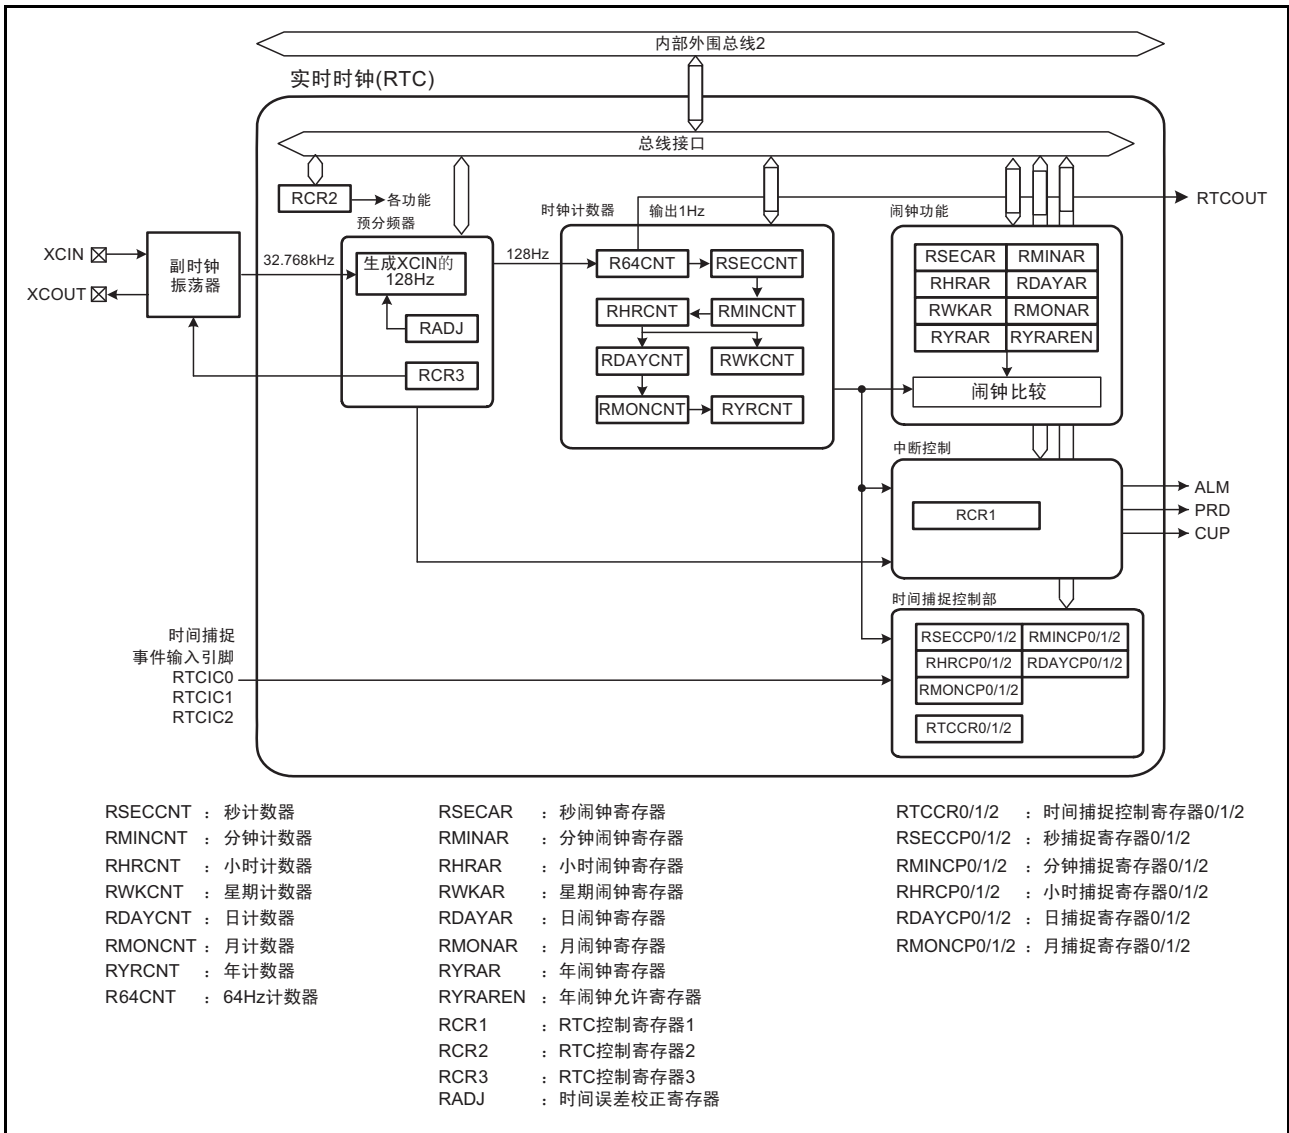 内部外围总线2
实时时钟(RTC)
总线接口
RCR2
各功能
预分频器
时钟计数器
输出1Hz
闹钟功能
RTCOUT
XCIN
XCOUT
副时钟
振荡器
32.768kHz
生成XCIN的
128Hz
RADJ
RCR3
128Hz
R64CNT
RSECCNT
RHRCNT
RMINCNT
RDAYCNT
RWKCNT
RMONCNT
RYRCNT
RSECAR
RMINAR
RHRAR
RDAYAR
RWKAR
RMONAR
RYRAR
RYRAREN
闹钟比较
中断控制
RCR1
ALM
PRD
CUP
时间捕捉控制部
RSECCP0/1/2
RMINCP0/1/2
RHRCP0/1/2
RDAYCP0/1/2
RMONCP0/1/2
RTCCR0/1/2
时间捕捉
事件输入引脚
RTCIC0
RTCIC1
RTCIC2
RSECCNT : 秒计数器
RMINCNT : 分钟计数器
RHRCNT : 小时计数器
RWKCNT : 星期计数器
RDAYCNT : 日计数器
RMONCNT : 月计数器
RYRCNT : 年计数器
R64CNT : 64Hz计数器
RSECAR : 秒闹钟寄存器
RMINAR : 分钟闹钟寄存器
RHRAR : 小时闹钟寄存器
RWKAR : 星期闹钟寄存器
RDAYAR : 日闹钟寄存器
RMONAR : 月闹钟寄存器
RYRAR : 年闹钟寄存器
RYRAREN : 年闹钟允许寄存器
RCR1 : RTC控制寄存器1
RCR2 : RTC控制寄存器2
RCR3 : RTC控制寄存器3
RADJ : 时间误差校正寄存器
RTCCR0/1/2 : 时间捕捉控制寄存器0/1/2
RSECCP0/1/2 : 秒捕捉寄存器0/1/2
RMINCP0/1/2 : 分钟捕捉寄存器0/1/2
RHRCP0/1/2 : 小时捕捉寄存器0/1/2
RDAYCP0/1/2 : 日捕捉寄存器0/1/2
RMONCP0/1/2 : 月捕捉寄存器0/1/2